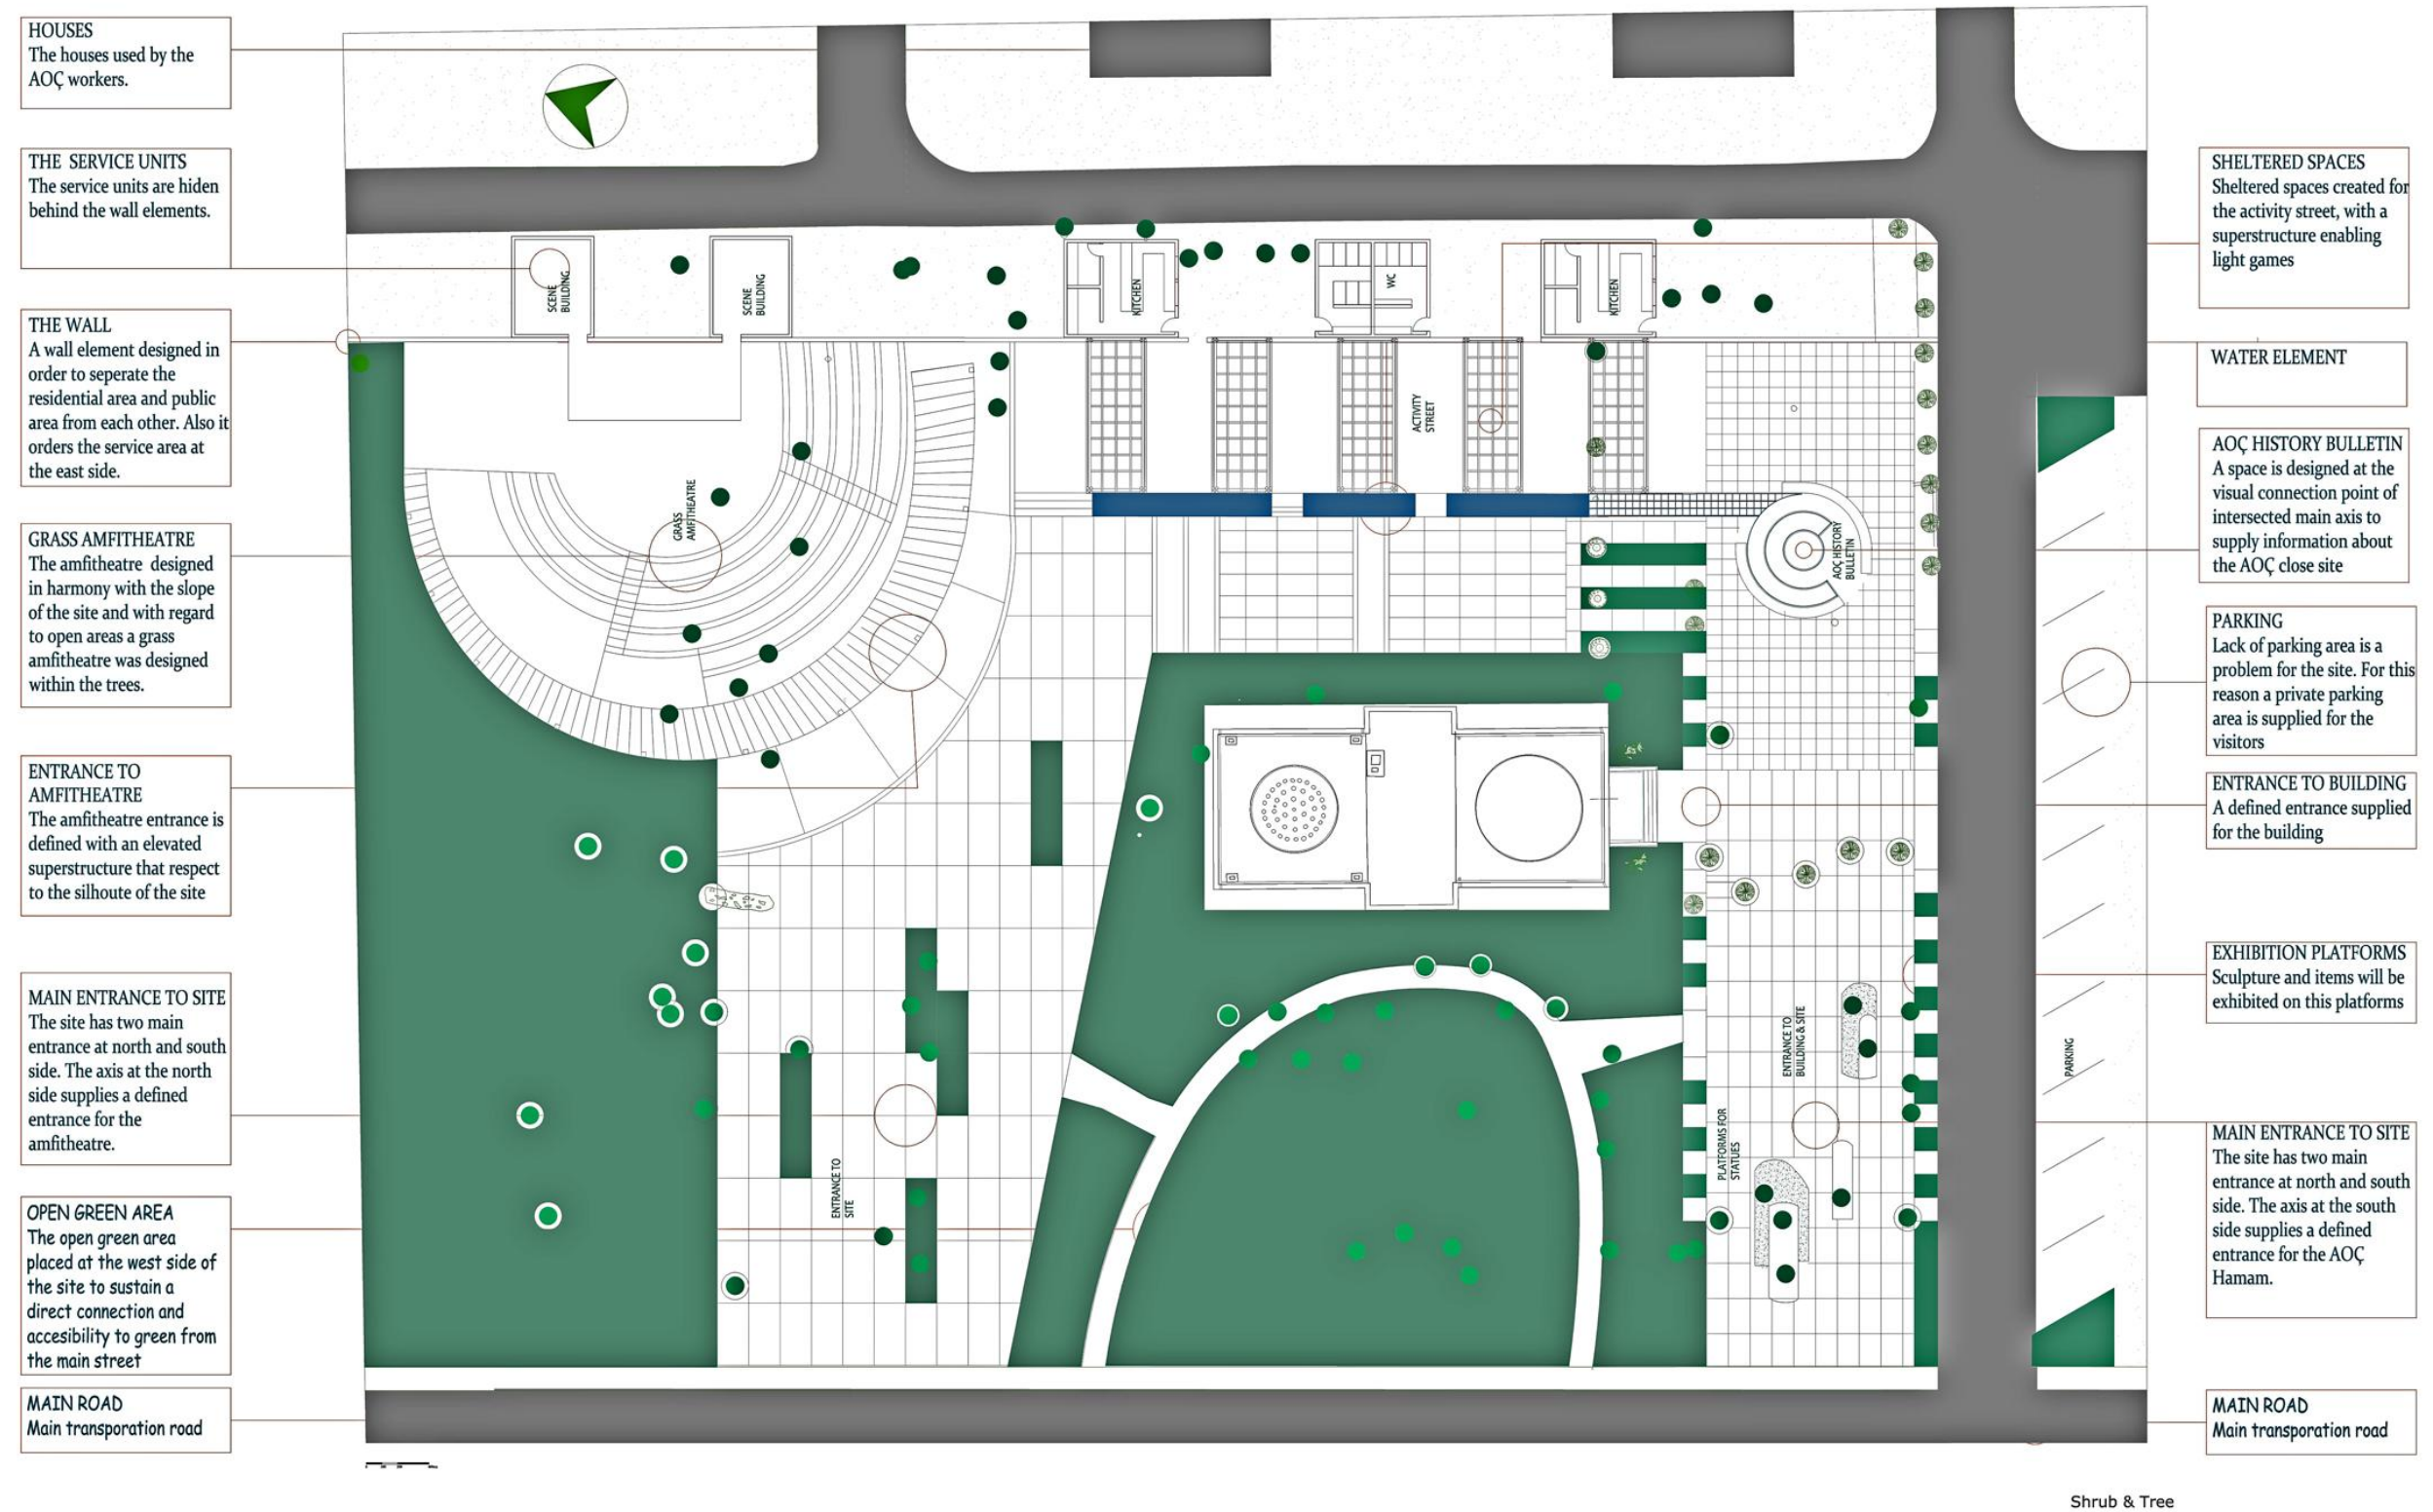 HOUSES
The houses used by the
AOÇ workers.
THE SERVICE UNITS
The service units are hiden
behind the wall elements.
THE WALL
A wall element designed in
order to seperate the
residential area and public
area from each other. Also it
orders the service area at
the east side.
GRASS AMFITHEATRE
The amfitheatre designed
in harmony with the slope
of the site and with regard
to open areas a grass
amfitheatre was designed
within the trees.
ENTRANCE TO
AMFITHEATRE
The amfitheatre entrance is
defined with an elevated
superstructure that respect
to the silhoute of the site
MAIN ENTRANCE TO SITE
The site has two main
entrance at north and south
side. The axis at the north
side supplies a defined
entrance for the
amfitheatre.
OPEN GREEN AREA
The open green area
placed at the west side of
the site to sustain a
direct connection and
accesibility to green from
the main street
MAIN ROAD
Main transporation road
SCENE
BUILDING
SCENE
BUILDING
KITCHEN
WC
KITCHEN
ACTIVITY
STREET
GRASS
AMFITHEATRE
AOÇ HISTORY
BULLETIN
ENTRANCE TO
BUILDING & SITE
PLATFORMS FOR
STATUES
ENTRANCE TO
SITE
PARKING
SHELTERED SPACES
Sheltered spaces created for
the activity street, with a
superstructure enabling
light games
WATER ELEMENT
AOÇ HISTORY BULLETIN
A space is designed at the
visual connection point of
intersected main axis to
supply information about
the AOÇ close site
PARKING
Lack of parking area is a
problem for the site. For this
reason a private parking
area is supplied for the
visitors
ENTRANCE TO BUILDING
A defined entrance supplied
for the building
EXHIBITION PLATFORMS
Sculpture and items will be
exhibited on this platforms
MAIN ENTRANCE TO SITE
The site has two main
entrance at north and south
side. The axis at the south
side supplies a defined
entrance for the AOÇ
Hamam.
MAIN ROAD
Main transporation road
Shrub & Tree